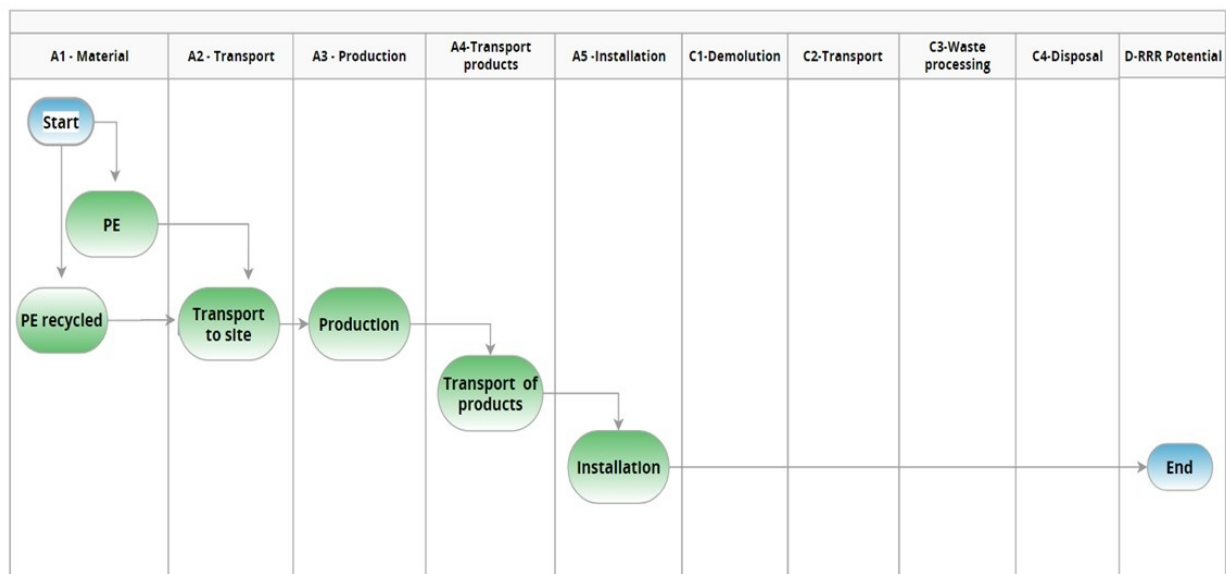 A1 - Material
A2 - Transport
A3 - Production
A4-Transport
products
A5 -Installation
C1-Demolution
C2-Transport
C3-Waste
processing
C4-Disposal
D-RRR Potential
Start
PE
PE recycled
Transport
to site
Production
Transport of
products
Installation
End